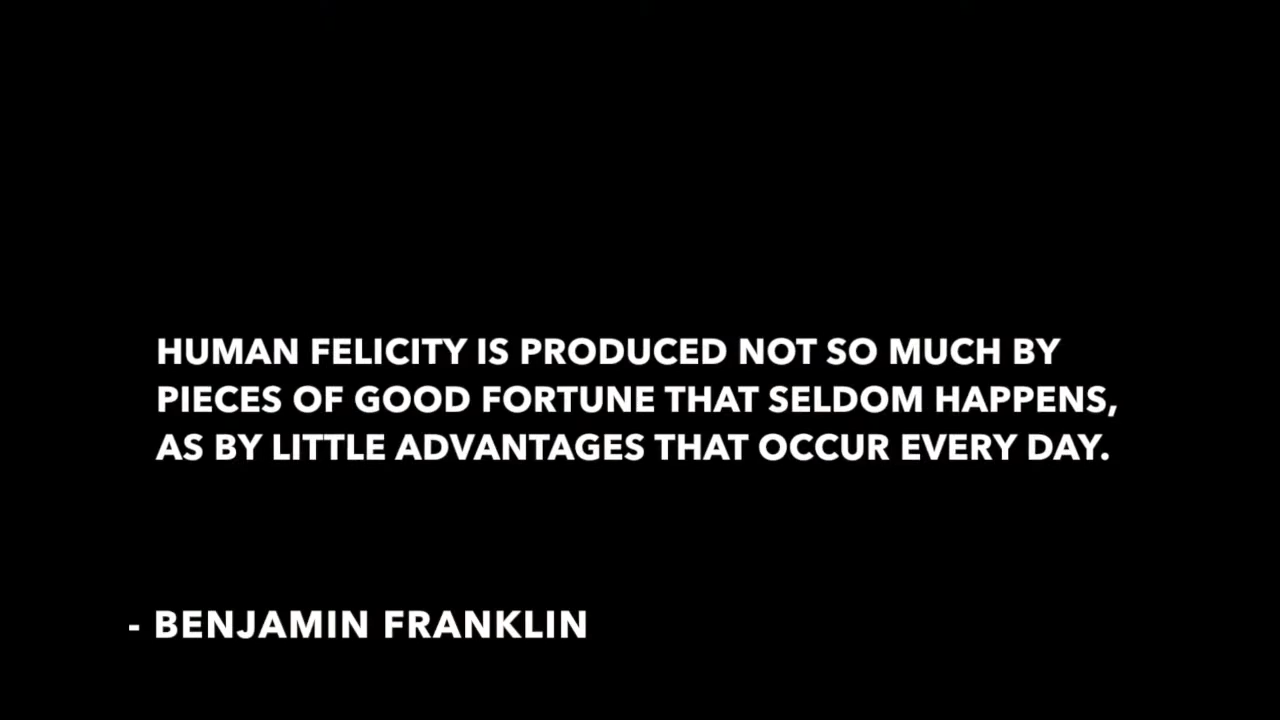 HUMAN FELICITY IS PRODUCED NOT SO MUCH BY
PIECES OF GOOD FORTUNE THAT SELDOM HAPPENS,
AS BY LITTLE ADVANTAGES THAT OCCUR EVERY DAY.
- BENJAMIN FRANKLIN